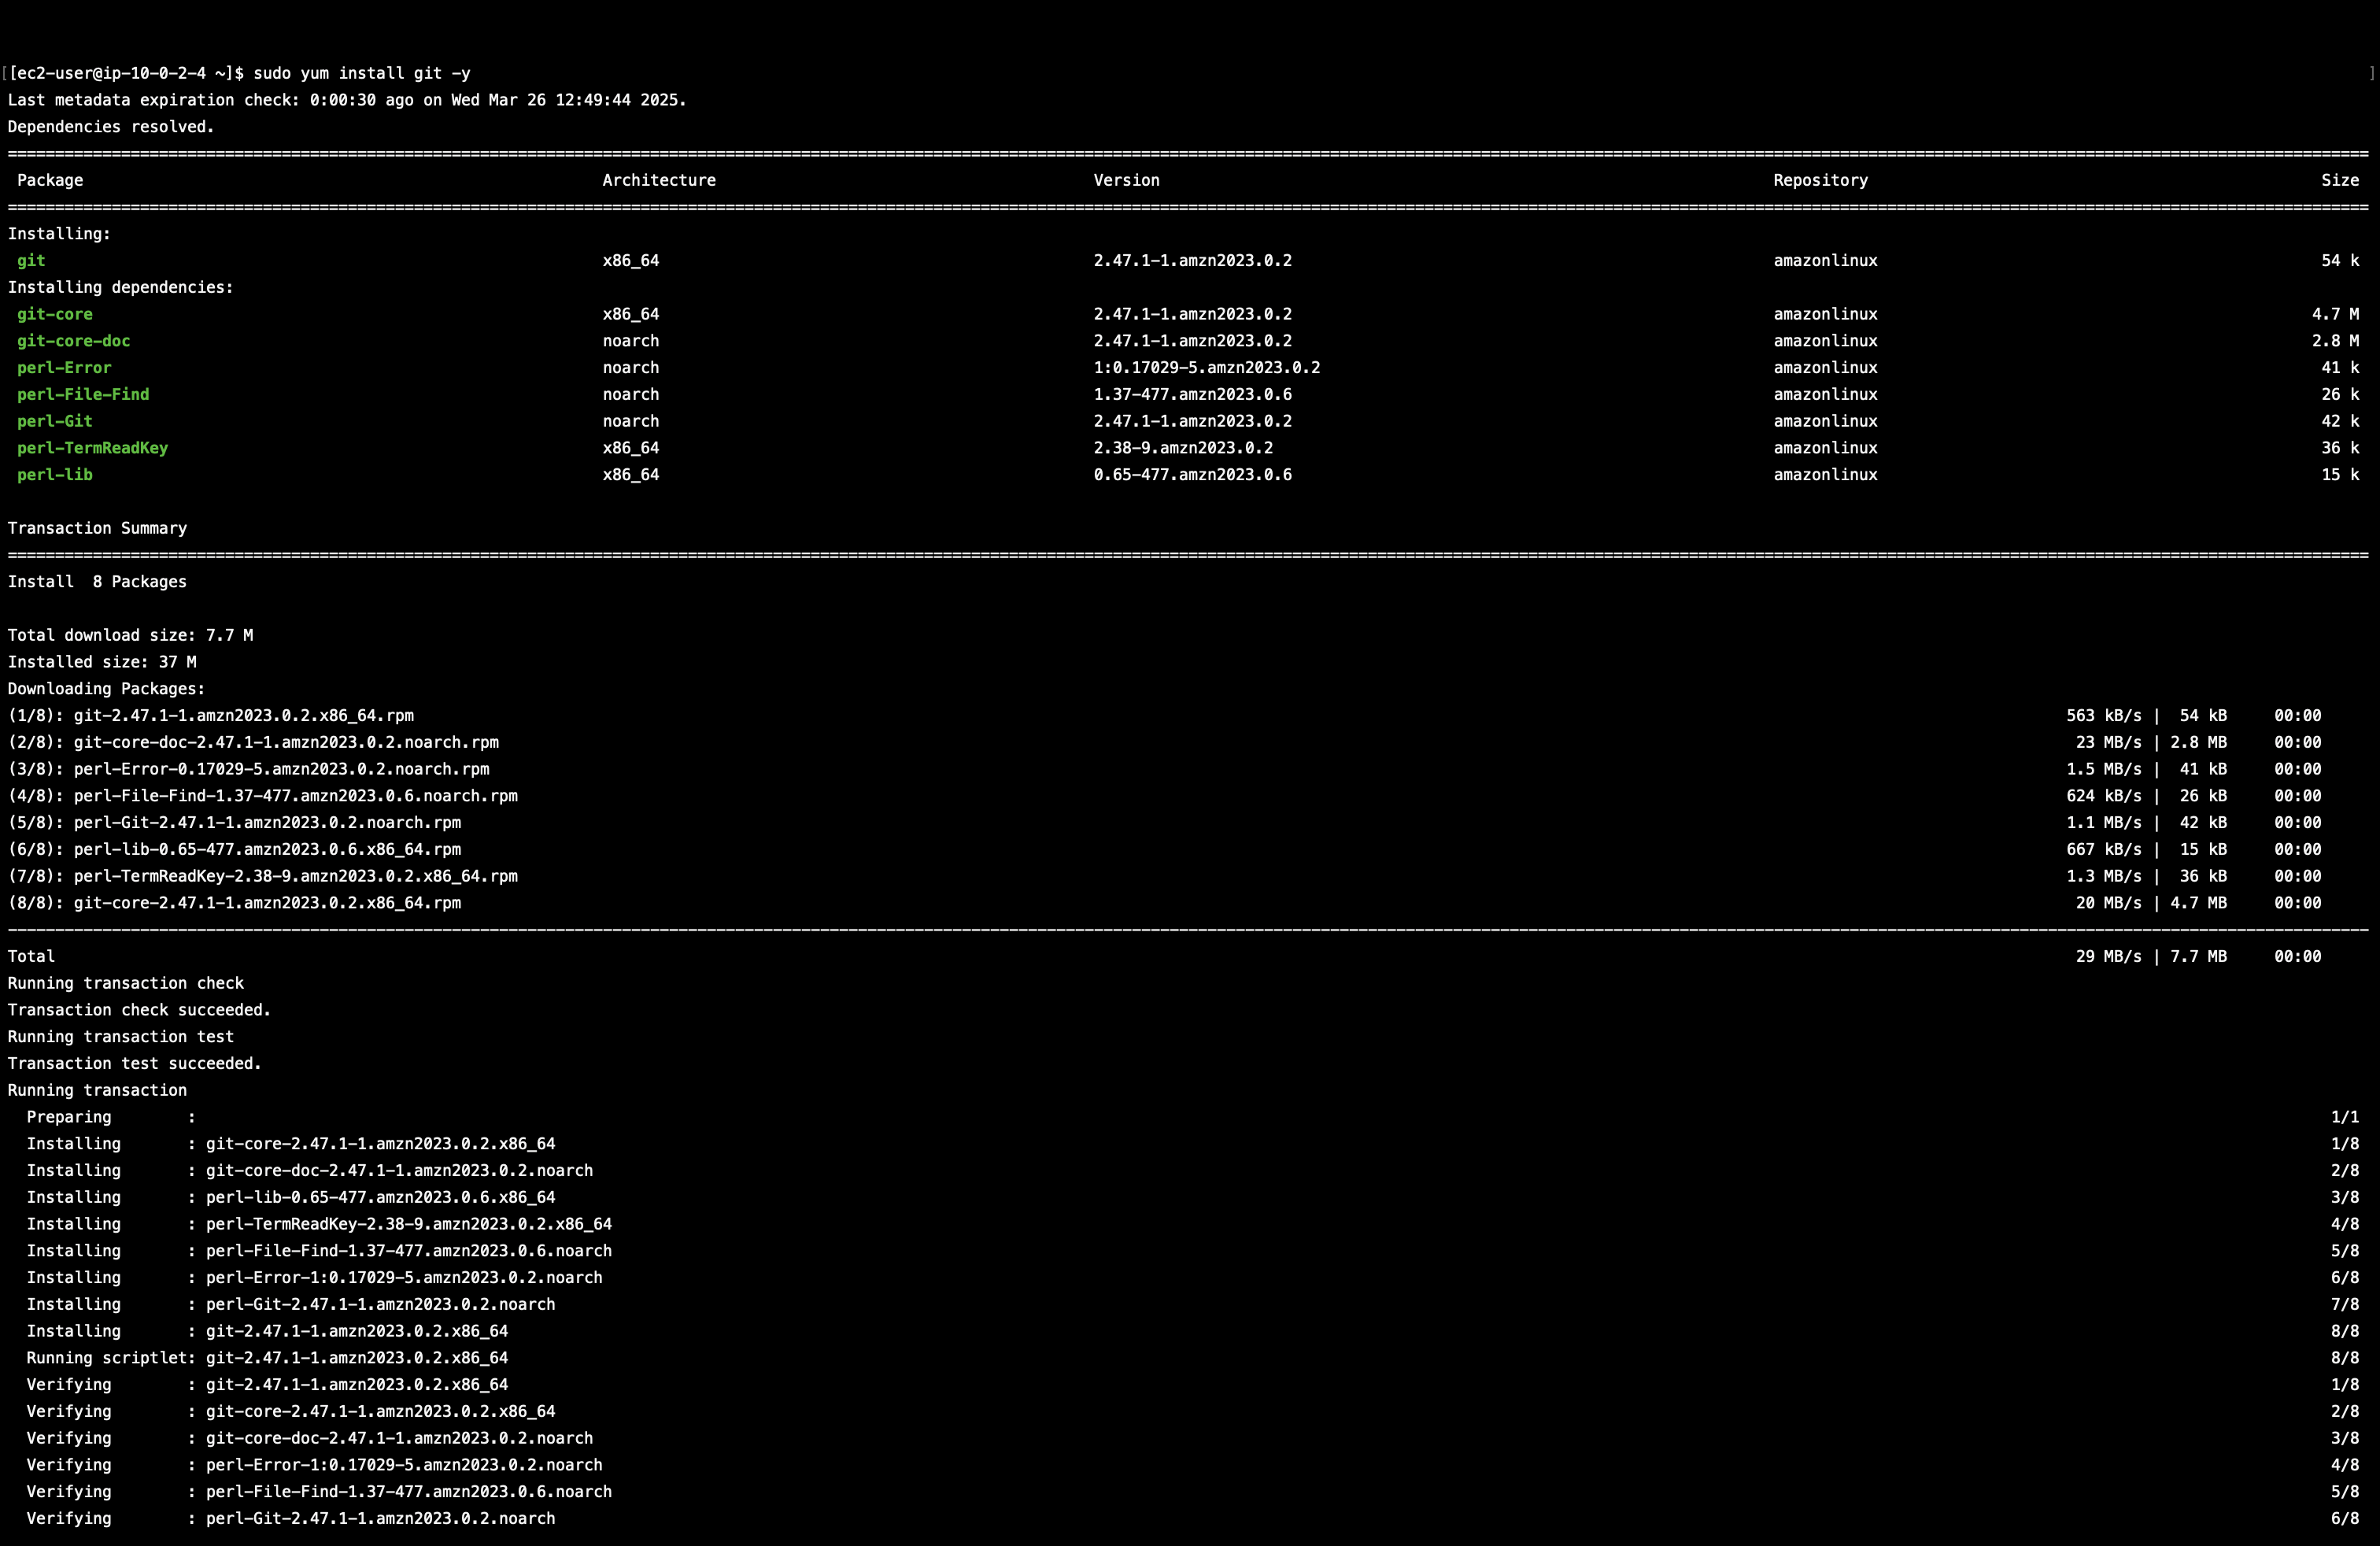 [[ec2-user@ip-10-0-2-4 ~]$ sudo yum install git -y ]
Last metadata expiration check: 0:00:30 ago on Wed Mar 26 12:49:44 2025.
Dependencies resolved.
Package Architecture Version Repository Size
Installing:
git x86_64 2.47.1-1.amzn2023.0.2 amazonlinux 54 k
Installing dependencies:
git-core x86_64 2.47.1-1.amzn2023.0.2 amazonlinux 4.7 M
git-core-doc noarch 2.47.1-1.amzn2023.0.2 amazonlinux 2.8 M
perl-Error noarch 1:0.17029-5.amzn2023.0.2 amazonlinux 41 k
perl-File-Find noarch 1.37-477.amzn2023.0.6 amazonlinux 26 k
perl-Git noarch 2.47.1-1.amzn2023.0.2 amazonlinux 42 k
perl-TermReadKey x86_64 2.38-9.amzn2023.0.2 amazonlinux 36 k
perl-lib x86_64 0.65-477.amzn2023.0.6 amazonlinux 15 k
Transaction Summary
Install  8 Packages
Total download size: 7.7 M
Installed size: 37 M
Downloading Packages:
(1/8): git-2.47.1-1.amzn2023.0.2.x86_64.rpm 563 kB/s | 54 kB 00:00
(2/8): git-core-doc-2.47.1-1.amzn2023.0.2.noarch.rpm 23 MB/s | 2.8 MB 00:00
(3/8): perl-Error-0.17029-5.amzn2023.0.2.noarch.rpm 1.5 MB/s | 41 kB 00:00
(4/8): perl-File-Find-1.37-477.amzn2023.0.6.noarch.rpm 624 kB/s | 26 kB 00:00
(5/8): perl-Git-2.47.1-1.amzn2023.0.2.noarch.rpm 1.1 MB/s | 42 kB 00:00
(6/8): perl-lib-0.65-477.amzn2023.0.6.x86_64.rpm 667 kB/s | 15 kB 00:00
(7/8): perl-TermReadKey-2.38-9.amzn2023.0.2.x86_64.rpm 1.3 MB/s | 36 kB 00:00
(8/8): git-core-2.47.1-1.amzn2023.0.2.x86_64.rpm 20 MB/s | 4.7 MB 00:00
Total 29 MB/s | 7.7 MB 00:00
Running transaction check
Transaction check succeeded.
Running transaction test
Transaction test succeeded.
Running transaction
Preparing : 1/1
Installing : git-core-2.47.1-1.amzn2023.0.2.x86_64 1/8
Installing : git-core-doc-2.47.1-1.amzn2023.0.2.noarch 2/8
Installing : perl-lib-0.65-477.amzn2023.0.6.x86_64 3/8
Installing : perl-TermReadKey-2.38-9.amzn2023.0.2.x86_64 4/8
Installing : perl-File-Find-1.37-477.amzn2023.0.6.noarch 5/8
Installing : perl-Error-1:0.17029-5.amzn2023.0.2.noarch 6/8
Installing : perl-Git-2.47.1-1.amzn2023.0.2.noarch 7/8
Installing : git-2.47.1-1.amzn2023.0.2.x86_64 8/8
Running scriptlet: git-2.47.1-1.amzn2023.0.2.x86_64 8/8
Verifying : git-2.47.1-1.amzn2023.0.2.x86_64 1/8
Verifying : git-core-2.47.1-1.amzn2023.0.2.x86_64 2/8
Verifying : git-core-doc-2.47.1-1.amzn2023.0.2.noarch 3/8
Verifying : perl-Error-1:0.17029-5.amzn2023.0.2.noarch 4/8
Verifying : perl-File-Find-1.37-477.amzn2023.0.6.noarch 5/8
Verifying : perl-Git-2.47.1-1.amzn2023.0.2.noarch 6/8